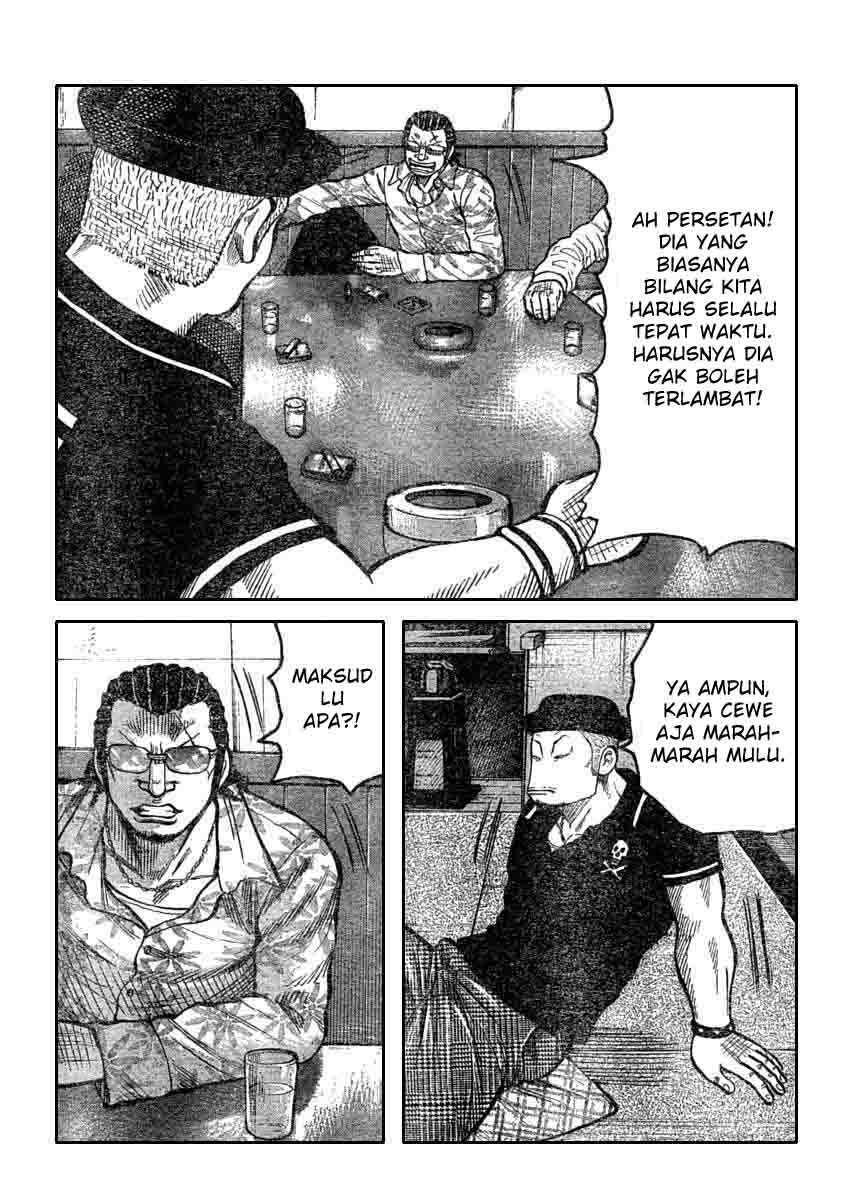 AH PERSETAN!
DIA YANG
BIASANYA
BILANG KITA
HARUS SELALU
TEPAT WAKTU.
HARUSNYA DIA
GAK BOLEH
TERLAMBAT!
YA AMPUN,
KAYA CEWE
AJA MARAH-
MARAH MULU.
MAKSUD
LU
APA?!